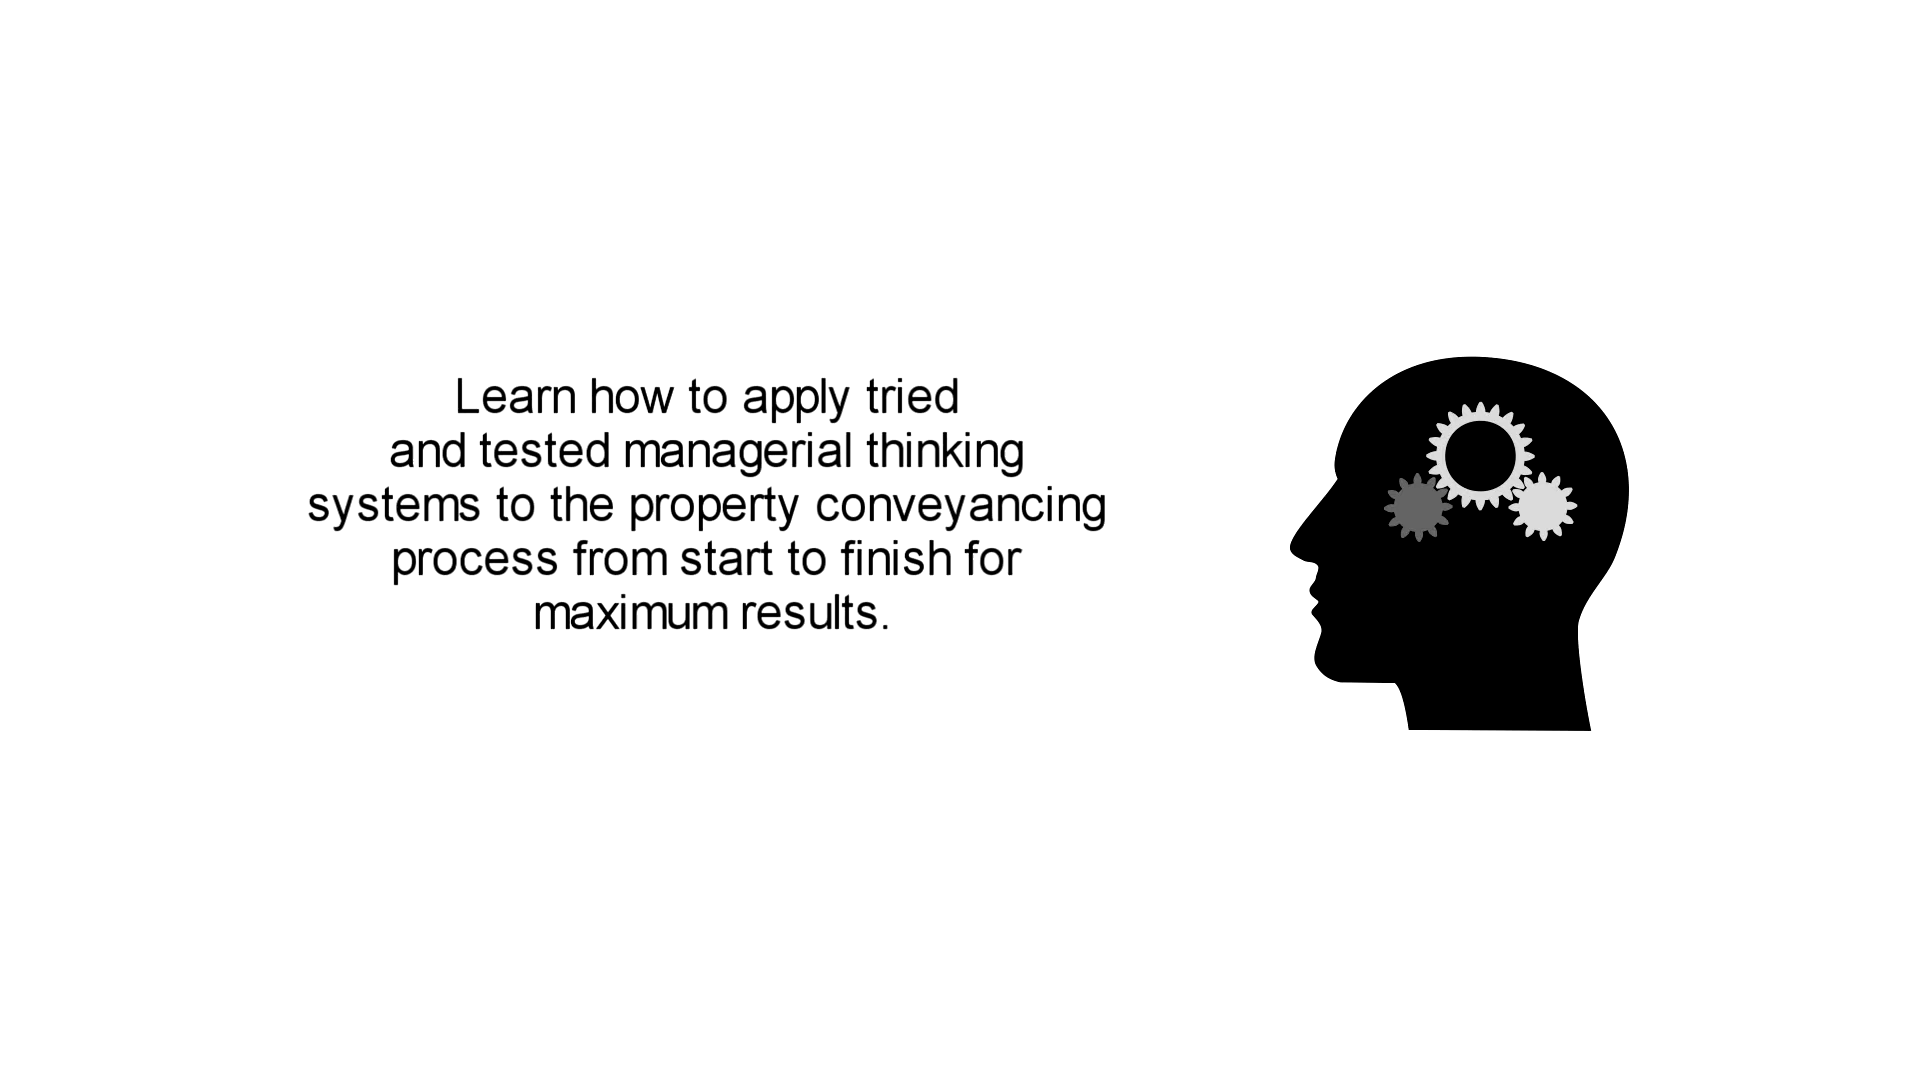 Learn how to apply tried
and tested managerial thinking
systems to the property conveyancing
process from start to finish for
maximum results.